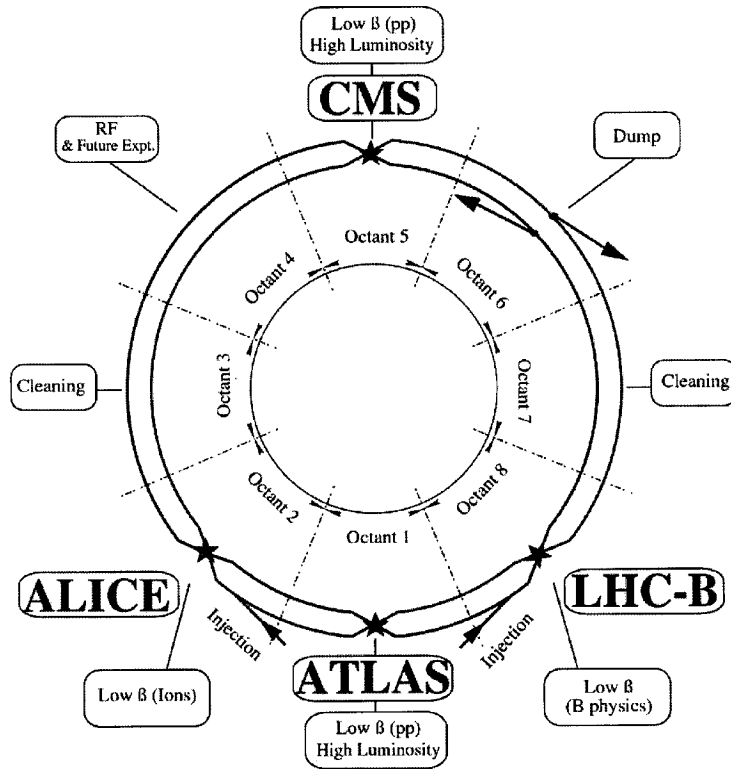 Low ß (pp)
High Luminosity
CMS
RF
& Future Expt.
Dump
Octant 5
Octant 4
Octant 6
Octant 3
Octant 7
Cleaning
Cleaning
Octant 2
Octant 8
Octant 1
ALICE
LHC-B
Injection
Injection
ATLAS
Low ß (Ions)
Low ß
(B physics)
Low ß (pp)
High Luminosity